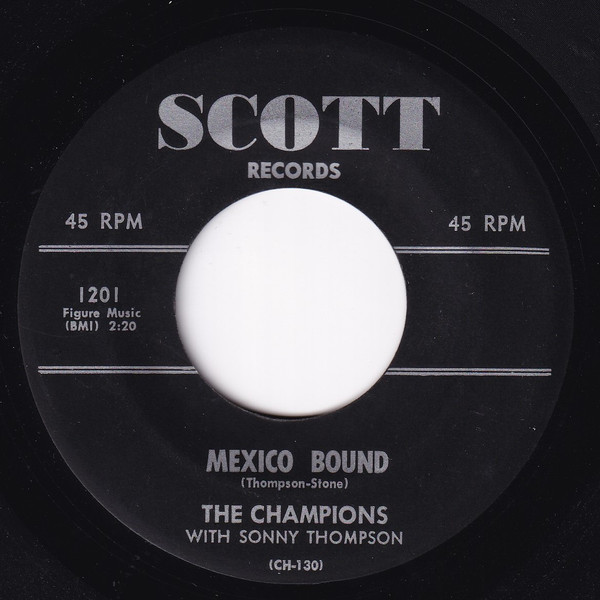 SCOTT
RECORDS
45 RPM
45 RPM
1201
Figure Music
(BMI) 2:20
MEXICO BOUND
(Thompson-Stone)
THE CHAMPIONS
WITH SONNY THOMPSON
(CH-130)